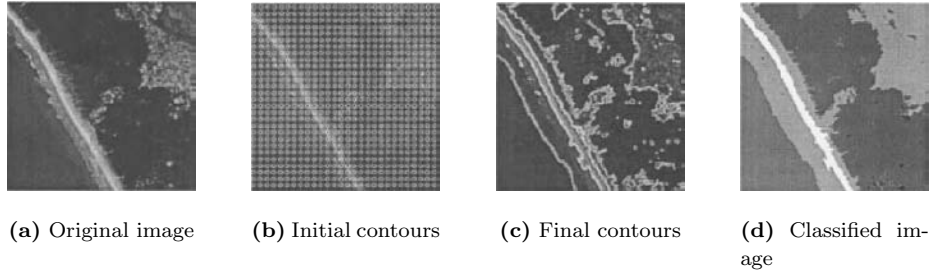 (a) Original image (b) Initial contours (c) Final contours (d) Classified im-
age